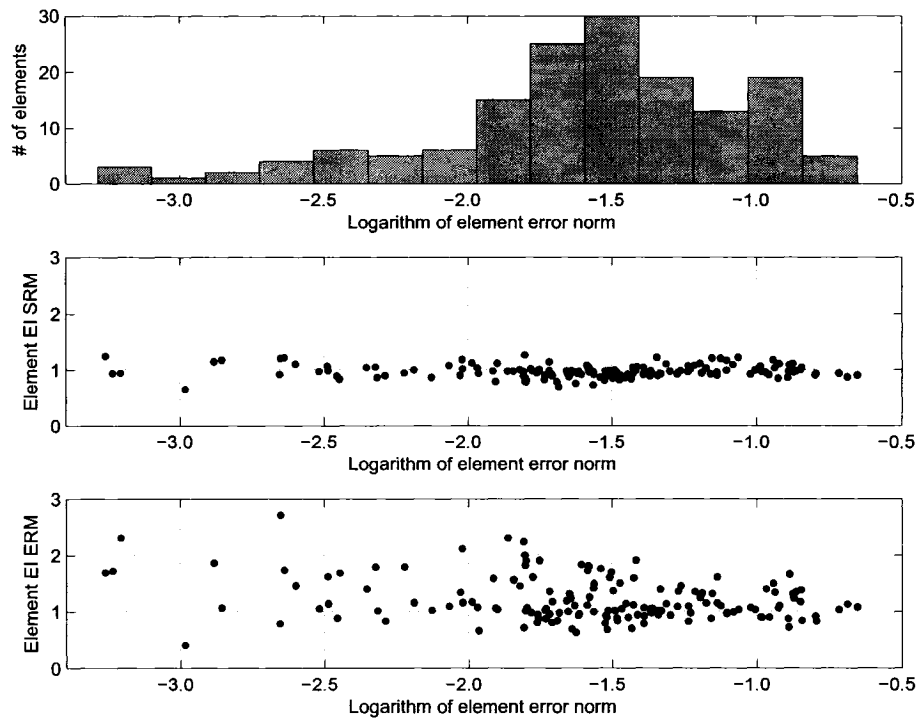 30
20
10
0
# of elements
−3.0 −2.5 −2.0 −1.5 −1.0 −0.5
Logarithm of element error norm
3
2
1
0
Element EI SRM
−3.0 −2.5 −2.0 −1.5 −1.0 −0.5
Logarithm of element error norm
3
2
1
0
Element EI ERM
−3.0 −2.5 −2.0 −1.5 −1.0 −0.5
Logarithm of element error norm